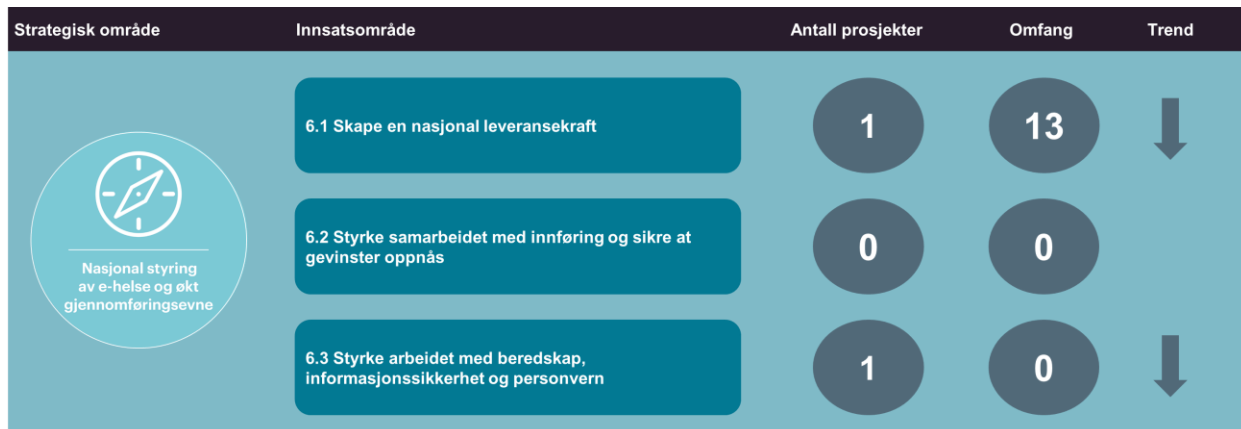 Strategisk område
Innsatsområde
Antall prosjekter
Omfang
Trend
Nasjonal styring
av e-helse og økt
gjennomføringsevne
6.1 Skape en nasjonal leveransekraft
1
13
6.2 Styrke samarbeidet med innføring og sikre at
gevinster oppnås
0
0
6.3 Styrke arbeidet med beredskap,
informasjonssikkerhet og personvern
1
0